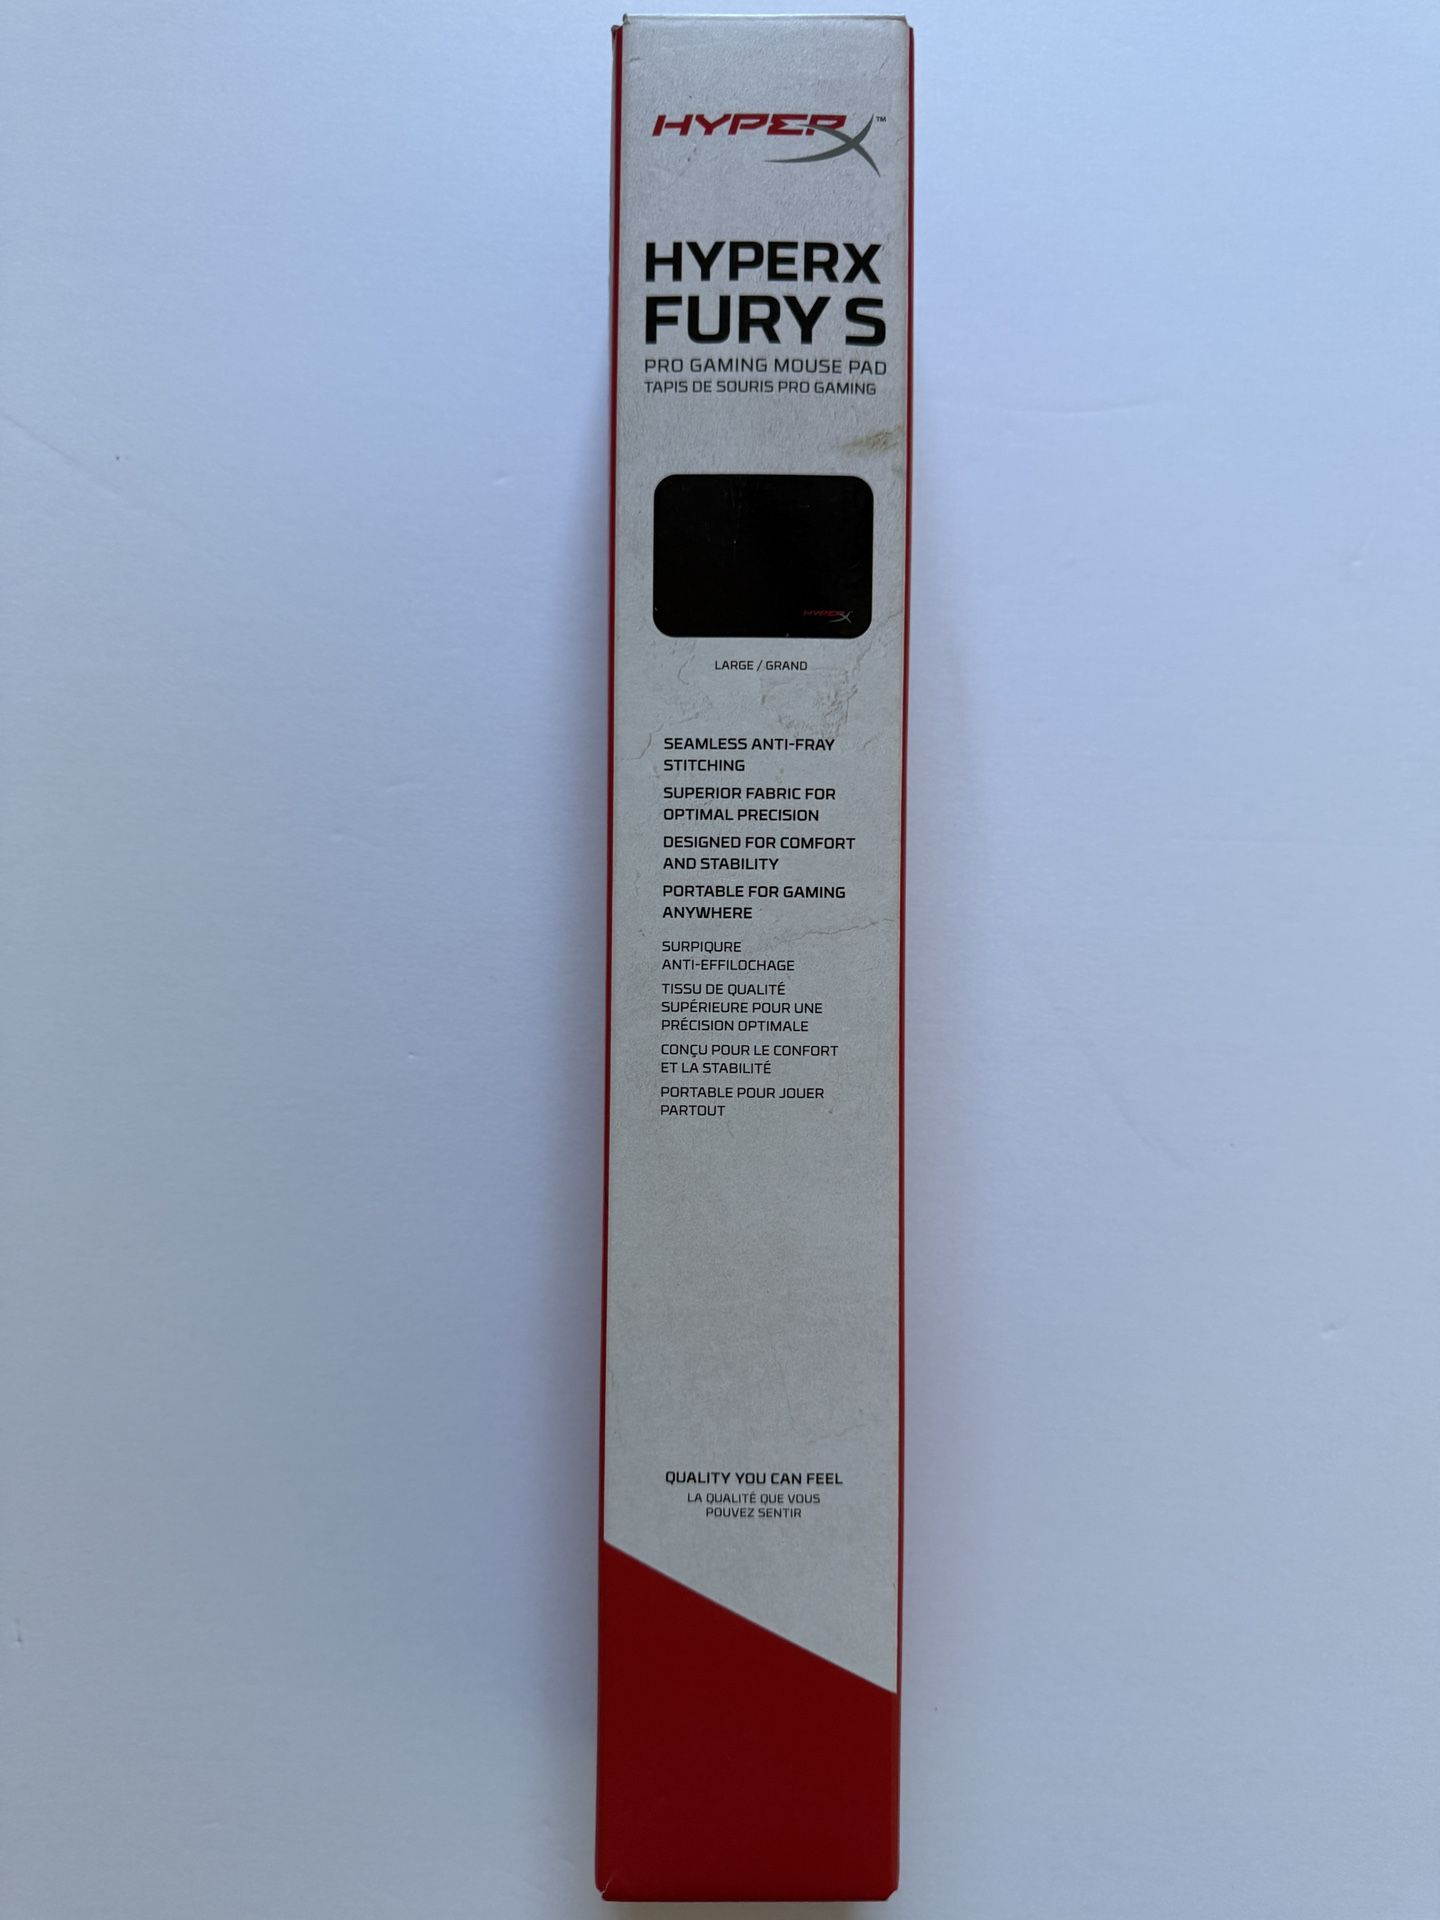 HYPERX™
HYPERX
FURY S
PRO GAMING MOUSE PAD
TAPIS DE SOURIS PRO GAMING
HYPERX
LARGE / GRAND
SEAMLESS ANTI-FRAY
STITCHING
SUPERIOR FABRIC FOR
OPTIMAL PRECISION
DESIGNED FOR COMFORT
AND STABILITY
PORTABLE FOR GAMING
ANYWHERE
SURPIQURE
ANTI-EFFILOCHAGE
TISSU DE QUALITÉ
SUPÉRIEURE POUR UNE
PRÉCISION OPTIMALE
CONÇU POUR LE CONFORT
ET LA STABILITÉ
PORTABLE POUR JOUER
PARTOUT
QUALITY YOU CAN FEEL
LA QUALITÉ QUE VOUS
POUVEZ SENTIR